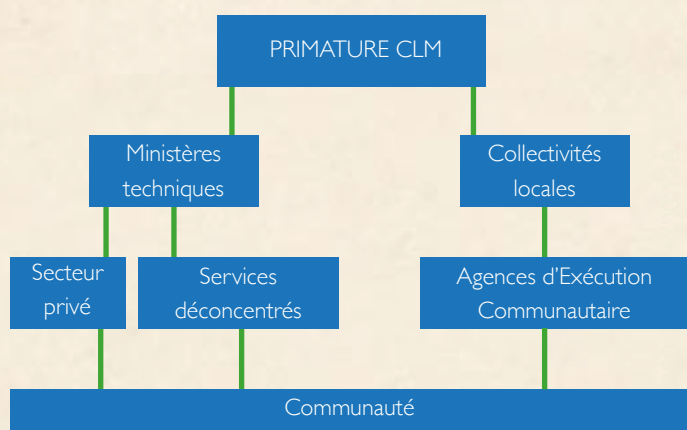 PRIMATURE CLM
Ministères
techniques
Collectivités
locales
Secteur
privé
Services
déconcentrés
Agences d'Exécution
Communautaire
Communauté